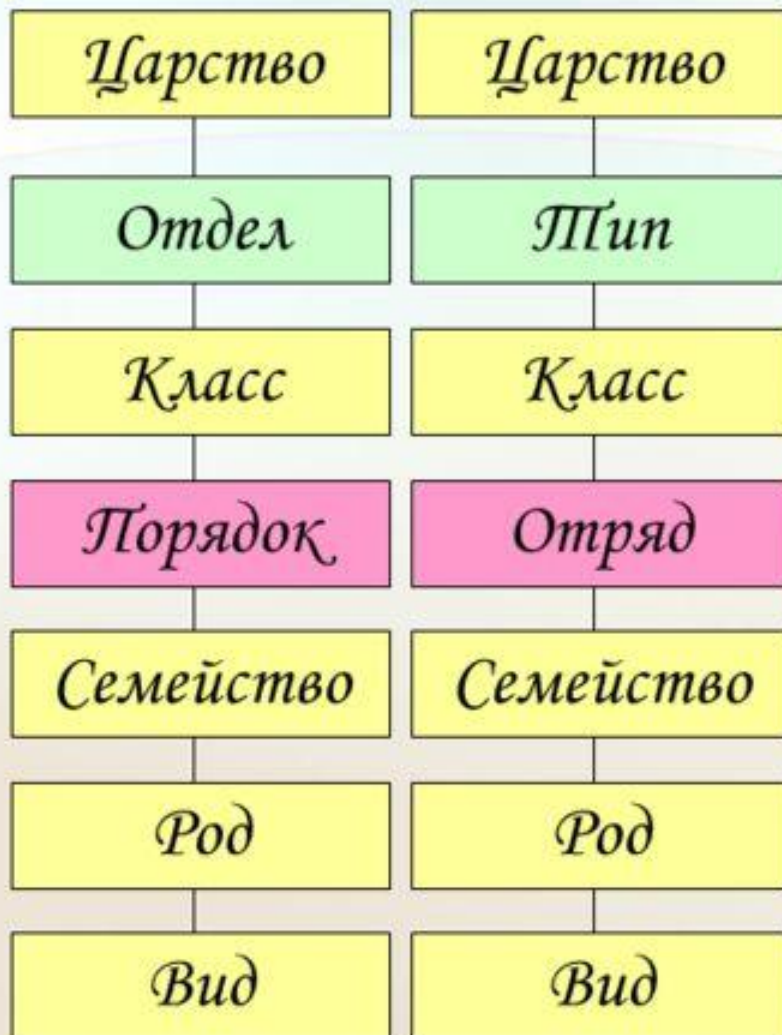 Царство Царство
Отдел Тип
Класс Класс
Порядок Отряд
Семейство Семейство
Род Род
Вид Вид